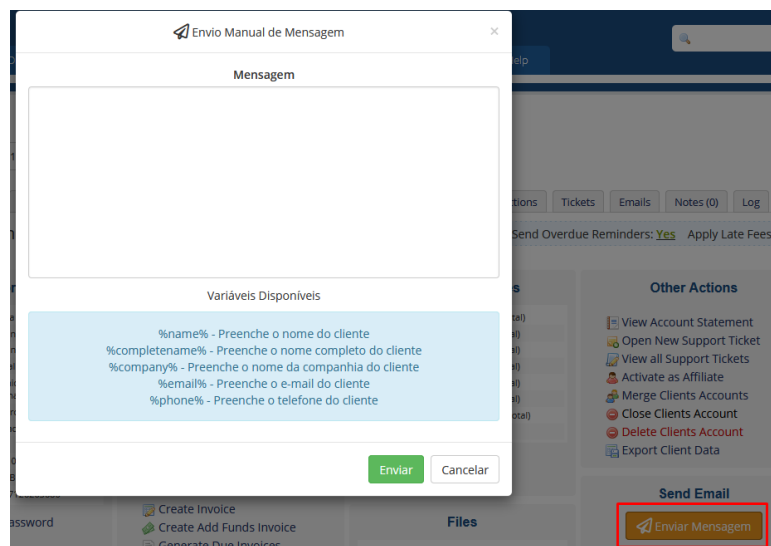 Envio Manual de Mensagem
×
Mensagem
Variáveis Disponíveis
%name% - Preenche o nome do cliente
%completename% - Preenche o nome completo do cliente
%company% - Preenche o nome da companhia do cliente
%email% - Preenche o e-mail do cliente
%phone% - Preenche o telefone do cliente
Enviar Cancelar
Tickets Emails Notes (0) Log
Send Overdue Reminders: Yes Apply Late Fees
Other Actions
View Account Statement
Open New Support Ticket
View all Support Tickets
Activate as Affiliate
Merge Clients Accounts
Close Clients Account
Delete Clients Account
Export Client Data
Send Email
Enviar Mensagem
Create Invoice
Create Add Funds Invoice
Generate Due Invoices
Files